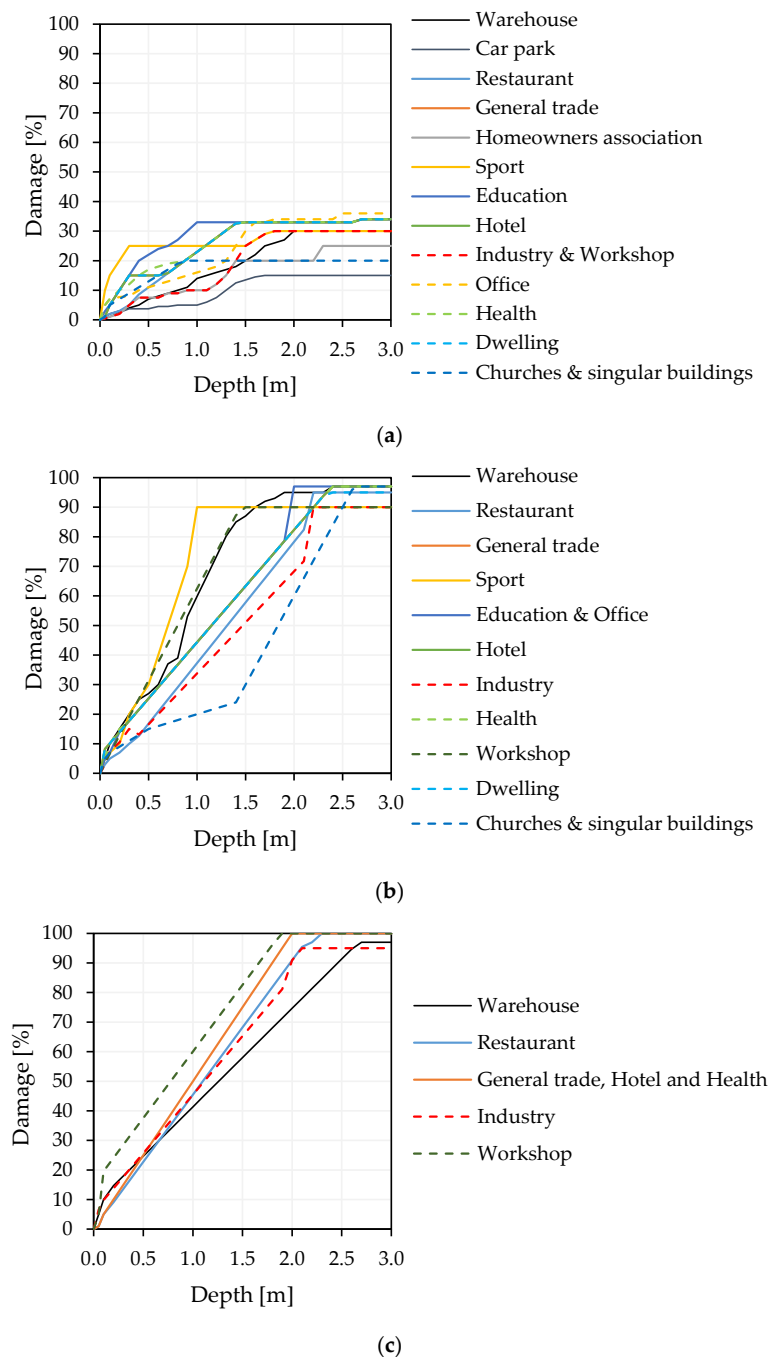 100
90
80
70
60
50
40
30
20
10
0
Damage [%]
0.0 0.5 1.0 1.5 2.0 2.5 3.0
Depth [m]
Warehouse
Car park
Restaurant
General trade
Homeowners association
Sport
Education
Hotel
Industry & Workshop
Office
Health
Dwelling
Churches & singular buildings
(a)
100
90
80
70
60
50
40
30
20
10
0
Damage [%]
0.0 0.5 1.0 1.5 2.0 2.5 3.0
Depth [m]
Warehouse
Restaurant
General trade
Sport
Education & Office
Hotel
Industry
Health
Workshop
Dwelling
Churches & singular buildings
(b)
100
90
80
70
60
50
40
30
20
10
0
Damage [%]
0.0 0.5 1.0 1.5 2.0 2.5 3.0
Depth [m]
Warehouse
Restaurant
General trade, Hotel and Health
Industry
Workshop
(c)